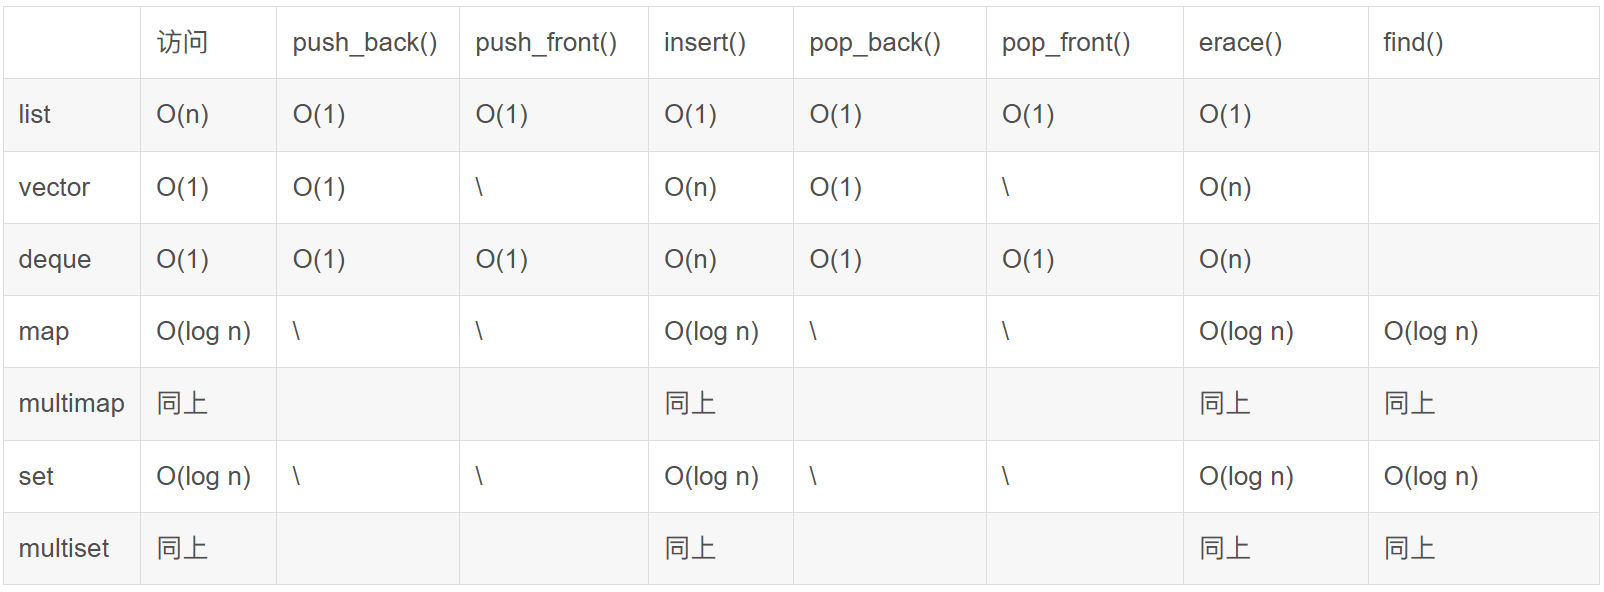 访问 push_back() push_front() insert() pop_back() pop_front() erace() find()
list O(n) O(1) O(1) O(1) O(1) O(1) O(1)
vector O(1) O(1) \ O(n) O(1) \ O(n)
deque O(1) O(1) O(1) O(n) O(1) O(1) O(n)
map O(log n) \ \ O(log n) \ \ O(log n) O(log n)
multimap 同上 同上 同上 同上
set O(log n) \ \ O(log n) \ \ O(log n) O(log n)
multiset 同上 同上 同上 同上